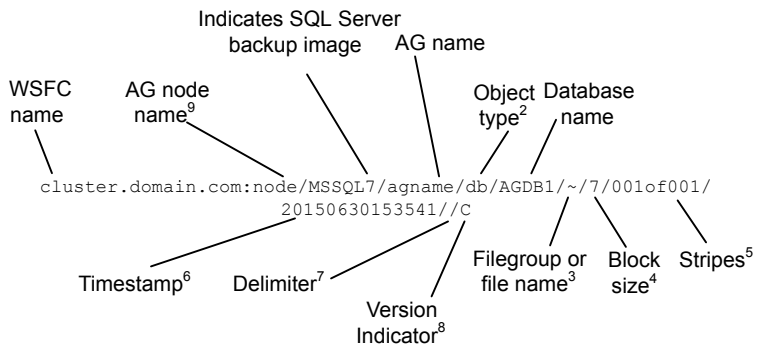 Indicates SQL Server
backup image
AG name
WSFC
name
AG node
name9
Object
type2
Database
name
cluster.domain.com:node/MSSQL7/agname/db/AGDB1/~/7/001of001/
20150630153541//C
Timestamp6
Delimiter7
Version
Indicator8
Filegroup or
file name3
Block
size4
Stripes5